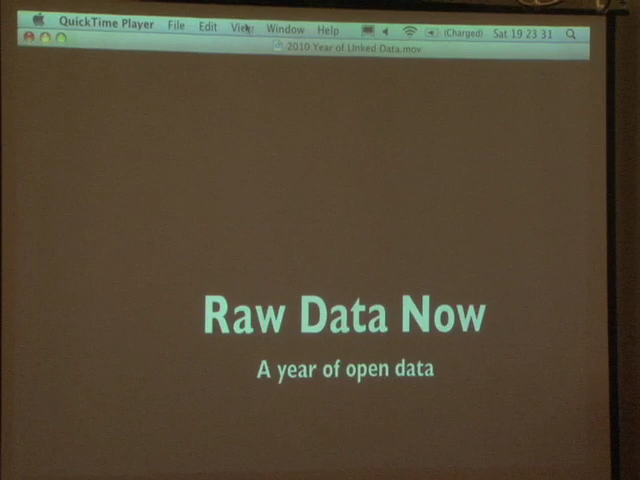 QuickTime Player File Edit View Window Help (Charged) Sat 19 23 31
2010 Year of Linked Data.mov
Raw Data Now
A year of open data